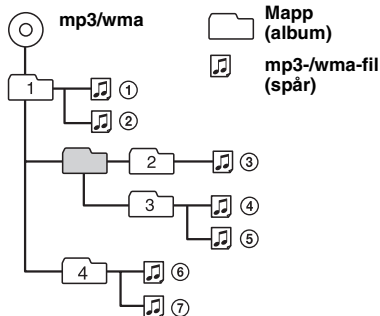 mp3/wma
Mapp
(album)
mp3-/wma-fil
(spår)
1
①
②
2
③
3
④
⑤
4
⑥
⑦